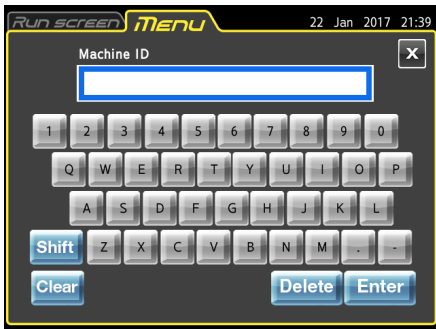 Run screen Menu 22 Jan 2017 21:39
Machine ID X
1 2 3 4 5 6 7 8 9 0
Q W E R T Y U I O P
A S D F G H J K L
Shift Z X C V B N M . -
Clear Delete Enter